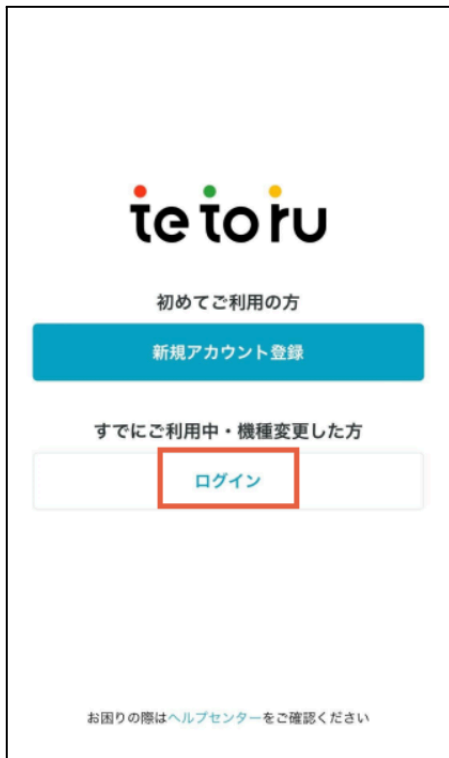 tetoru
初めてご利用の方
新規アカウント登録
すでにご利用中・機種変更した方
ログイン
お困りの際はヘルプセンターをご確認ください